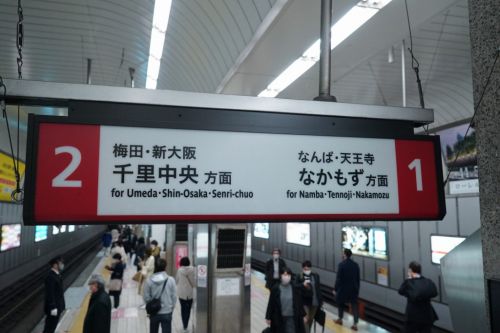 2
梅田・新大阪
千里中央 方面
for Umeda・Shin-Osaka・Senri-chuo
なんば・天王寺
なかもず 方面
for Namba・Tennoji・Nakamozu
1